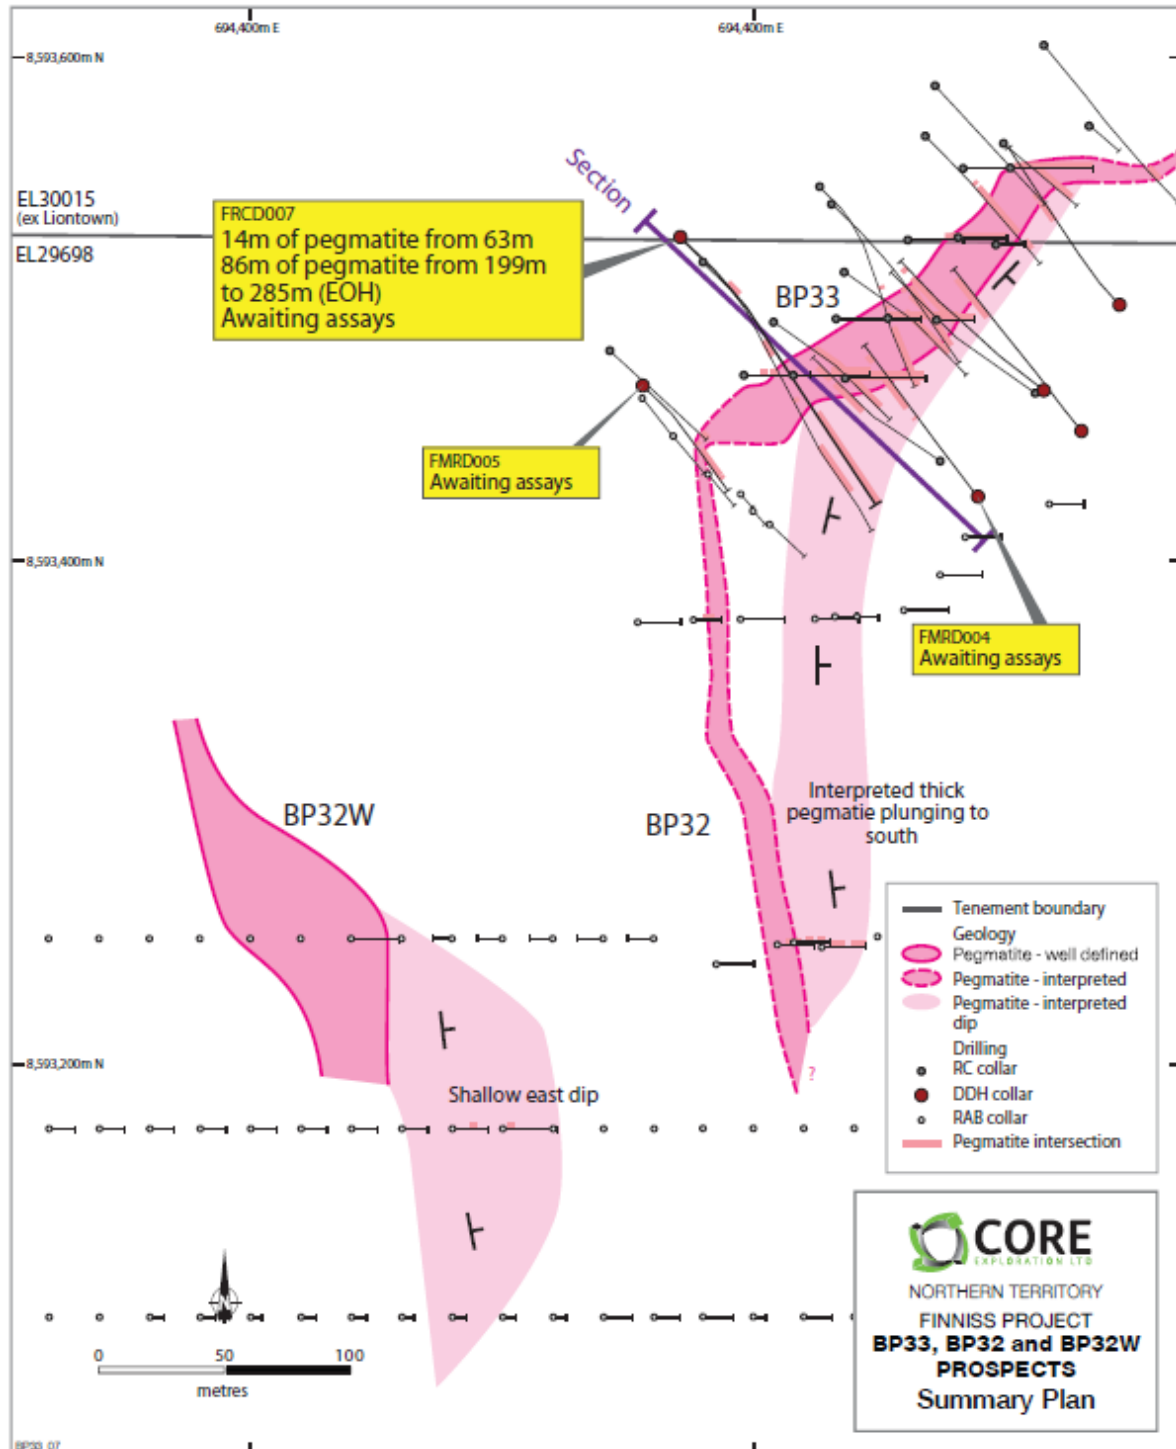 694,400m E
694,400m E
8,593,600m N
Section
EL30015
(ex Liontown)
EL29698
FRCD007
14m of pegmatite from 63m
86m of pegmatite from 199m
to 285m (EOH)
Awaiting assays
BP33
FMRD005
Awaiting assays
8,593,400m N
FMRD004
Awaiting assays
BP32W
BP32
Interpreted thick
pegmatie plunging to
south
Tenement boundary
Geology
Pegmatite - well defined
Pegmatite - interpreted
Pegmatite - interpreted
dip
Drilling
RC collar
DDH collar
RAB collar
Pegmatite intersection
8,593,200m N
?
Shallow east dip
CORE
EXPLORATION LTD
NORTHERN TERRITORY
FINNISS PROJECT
BP33, BP32 and BP32W
PROSPECTS
Summary Plan
0 50 100
metres
BP33_07